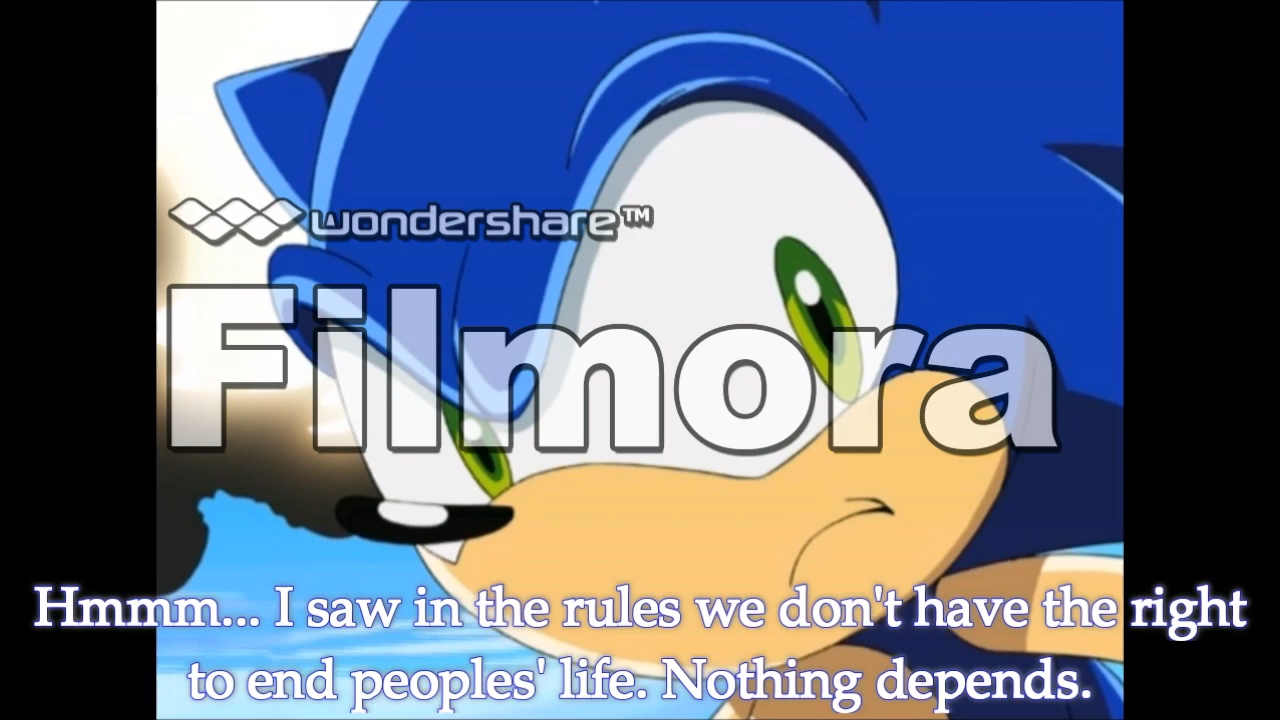 wondershare™
Filmora
Hmmm... I saw in the rules we don't have the right
to end peoples' life. Nothing depends.